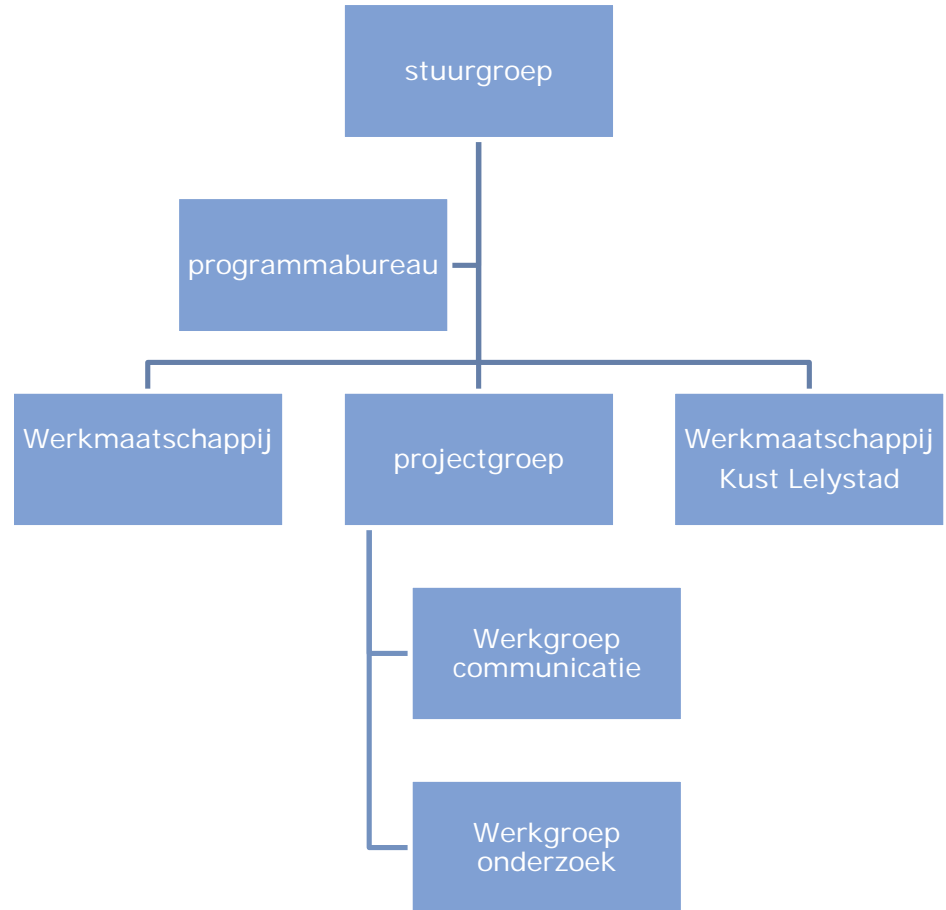 stuurgroep
programmabureau
Werkmaatschappij
projectgroep
Werkmaatschappij
Kust Lelystad
Werkgroep
communicatie
Werkgroep
onderzoek